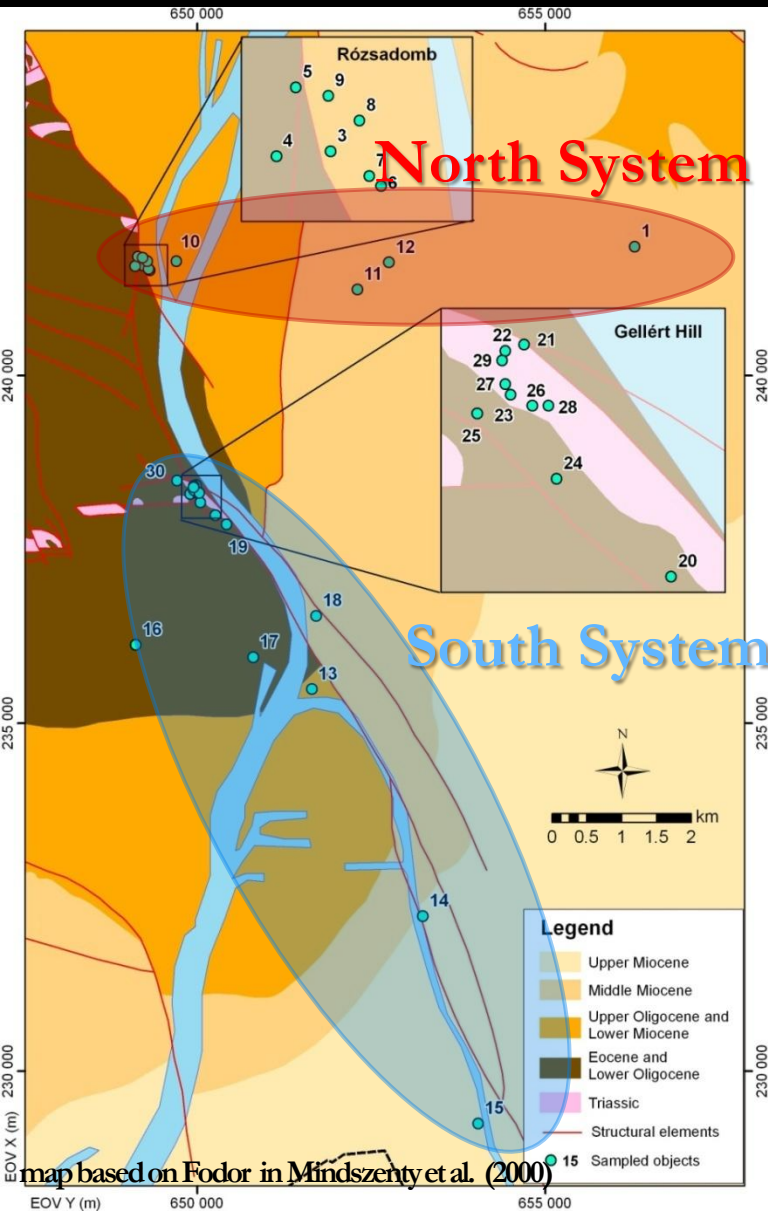 650 000
655 000
Rózsadomb
5
9
8
4
3
7
6
North System
10
12
11
1
240 000
240 000
Gellért Hill
22
21
29
27
26
28
23
25
24
20
30
19
18
16
17
13
South System
235 000
235 000
N
km
0 0.5 1 1.5 2
14
15
Legend
Upper Miocene
Middle Miocene
Upper Oligocene and
Lower Miocene
Eocene and
Lower Oligocene
Triassic
Structural elements
15 Sampled objects
230 000
230 000
EOV X (m)
map based on Fodor in Mindszenty et al. (2000)
EOV Y (m)
650 000
655 000